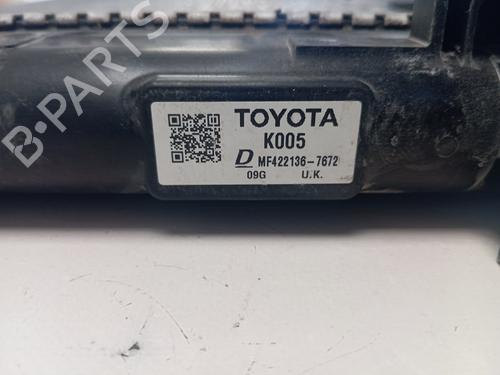 B-PARTS
TOYOTA
K005
D MF422136-7672
09G U.K.